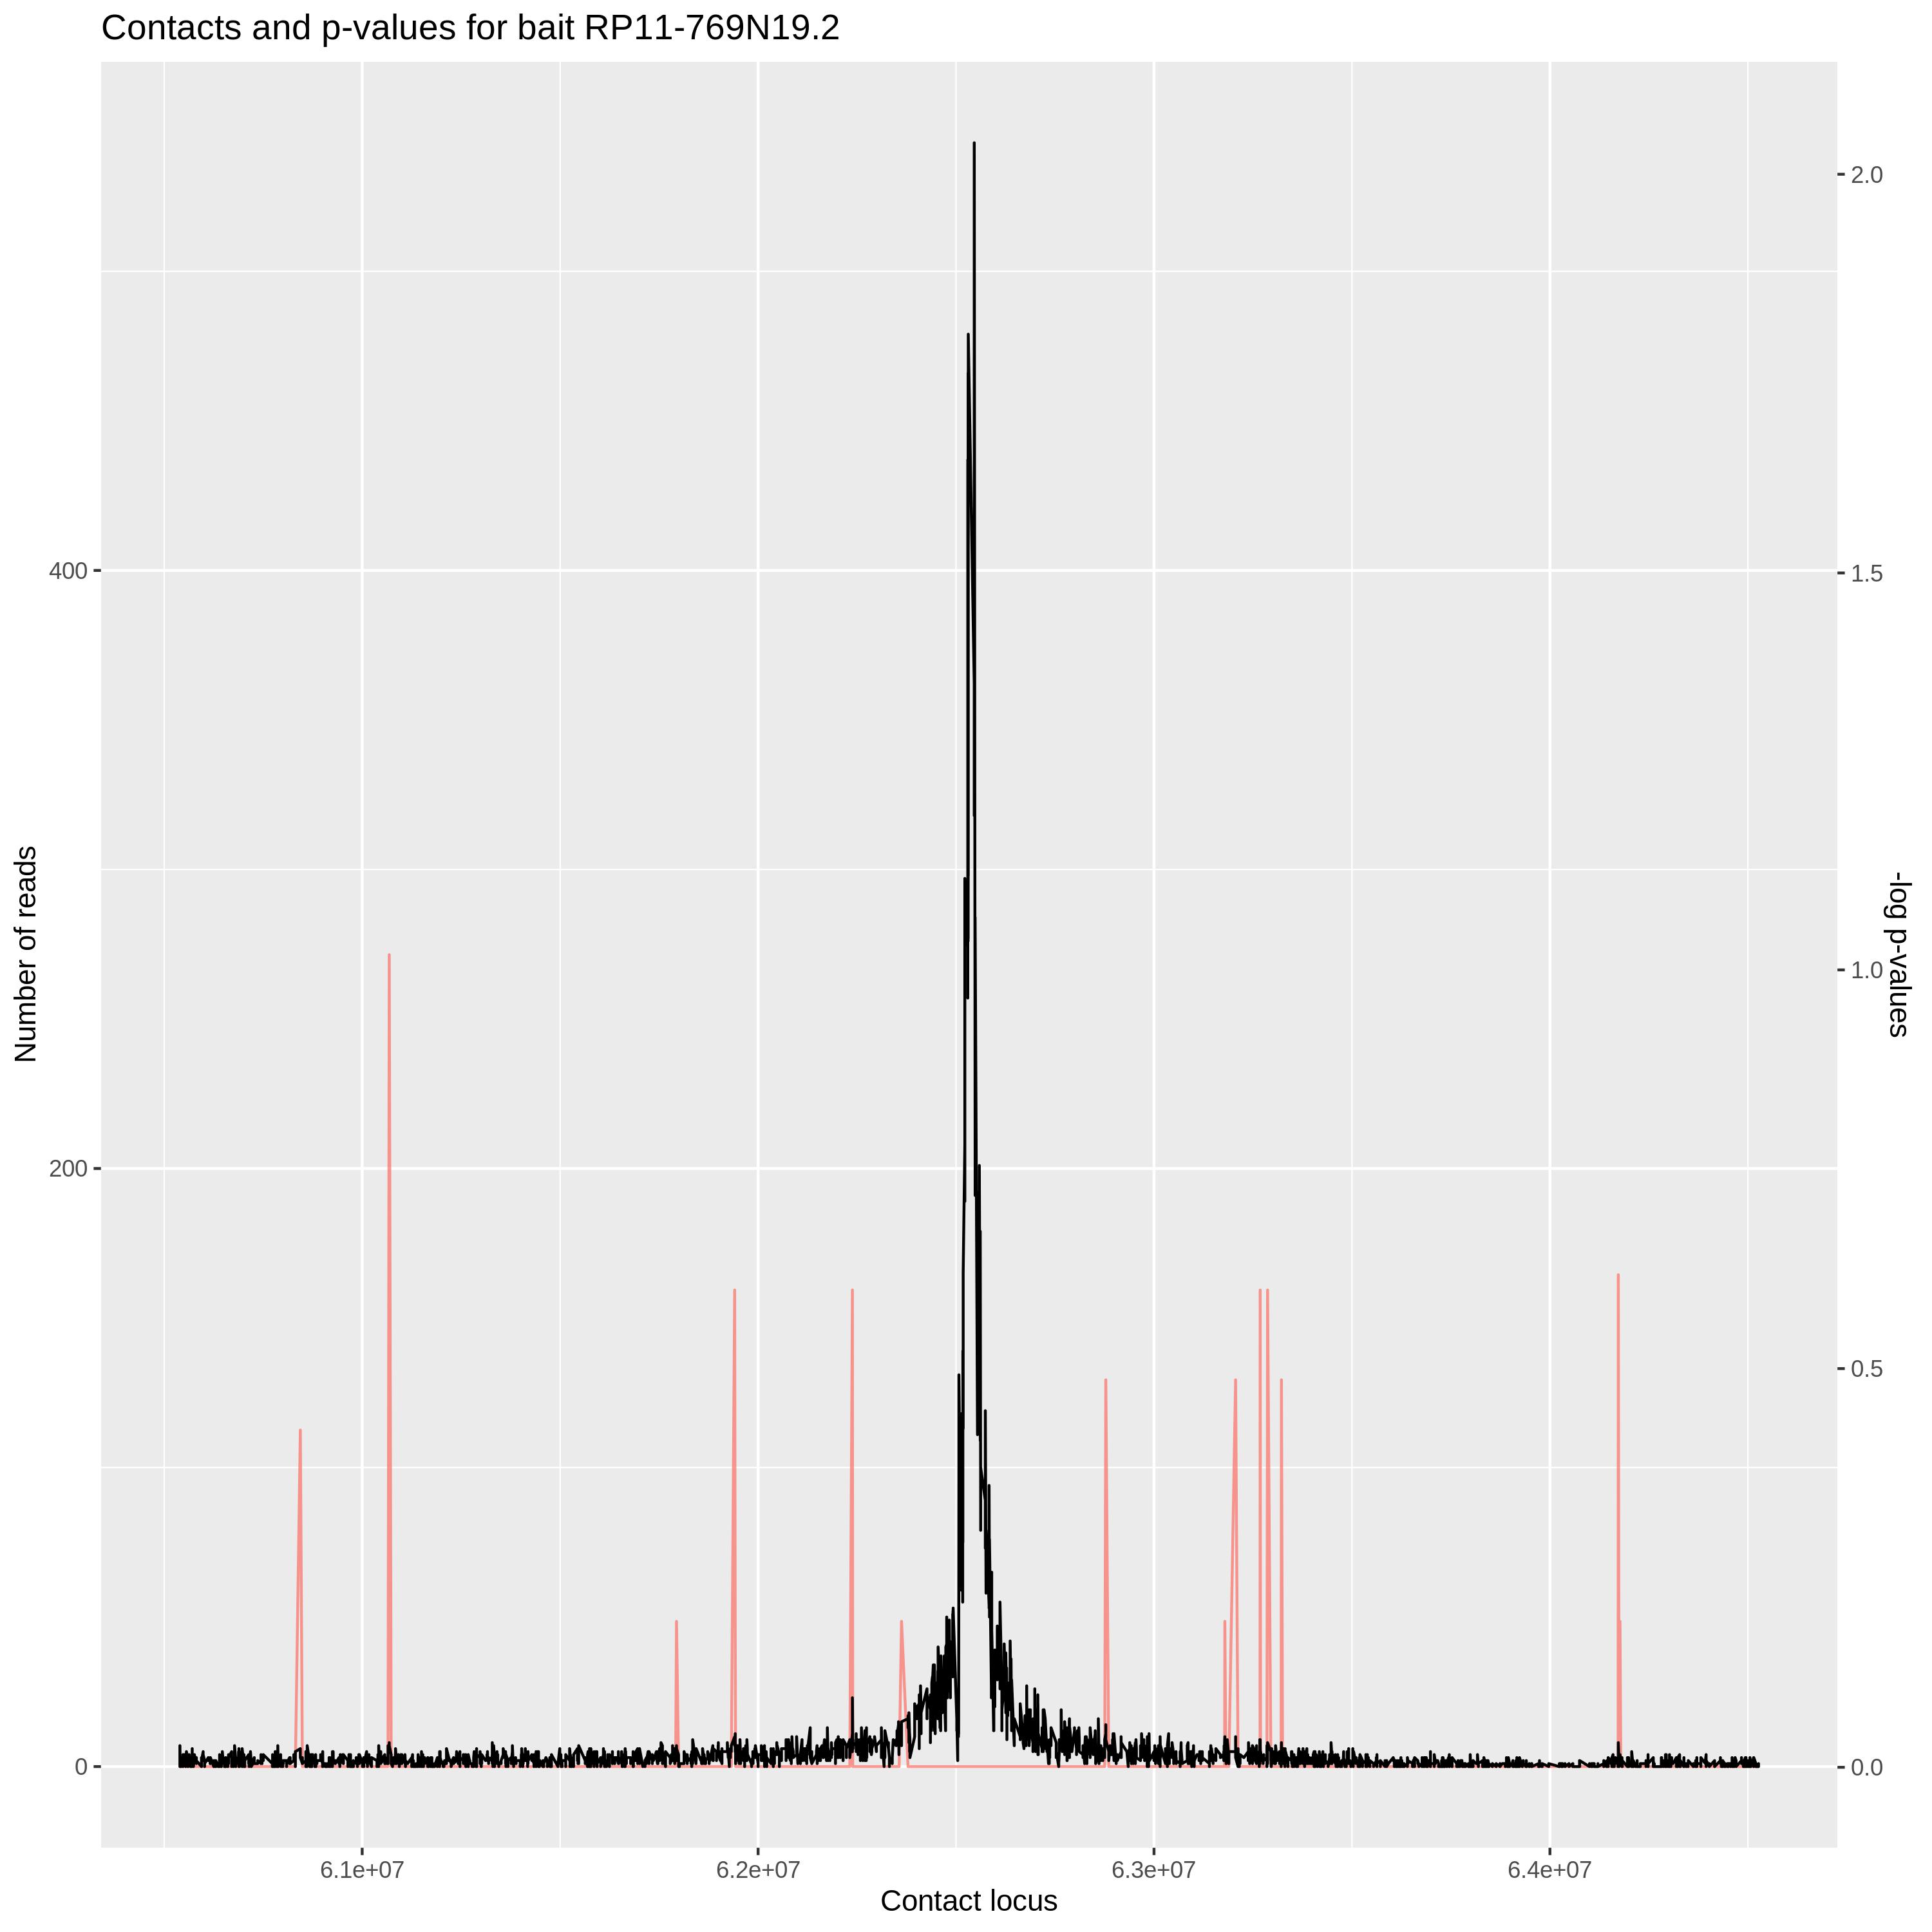 Contacts and p-values for bait RP11-769N19.2
Number of reads
400
200
0
2.0
1.5
1.0
0.5
0.0
-log p-values
6.1e+07 6.2e+07 6.3e+07 6.4e+07
Contact locus